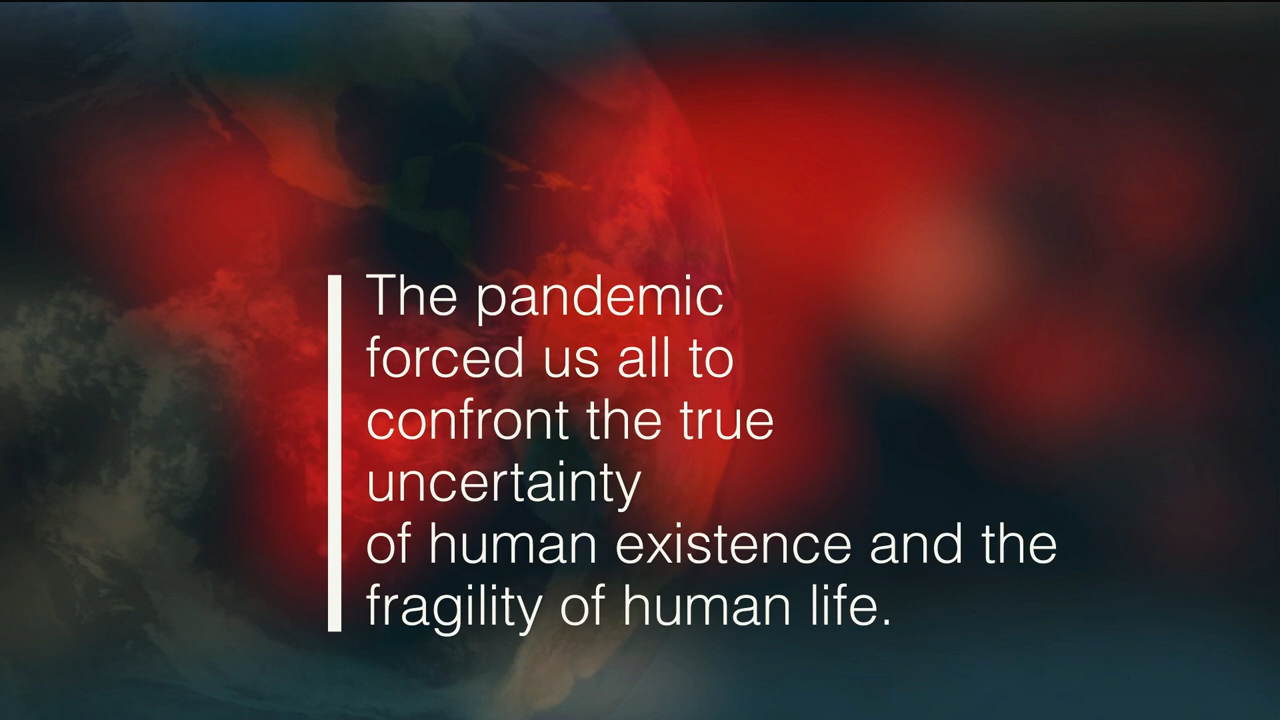 The pandemic
forced us all to
confront the true
uncertainty
of human existence and the
fragility of human life.